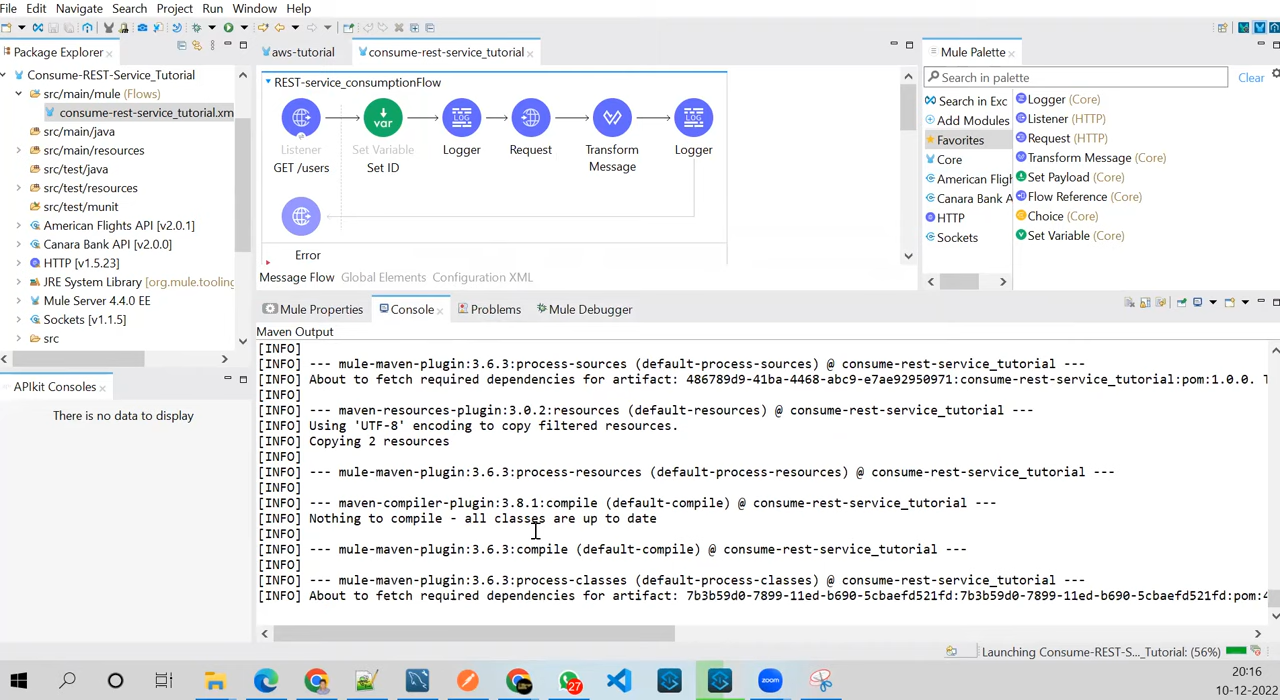 File Edit Navigate Search Project Run Window Help
Package Explorer
Consume-REST-Service_Tutorial
src/main/mule (Flows)
consume-rest-service_tutorial.xm
src/main/java
src/main/resources
src/test/java
src/test/resources
src/test/munit
American Flights API [v2.0.1]
Canara Bank API [v2.0.0]
HTTP [v1.5.23]
JRE System Library [org.mule.tooling
Mule Server 4.4.0 EE
Sockets [v1.1.5]
src
APIkit Consoles
There is no data to display
aws-tutorial consume-rest-service_tutorial
REST-service_consumptionFlow
var LOG LOG
Listener Set Variable Logger Request Transform Logger
GET /users Set ID Message
Error
Message Flow Global Elements Configuration XML
Mule Palette
Search in palette Clear
Search in Exc
Add Modules
Favorites
Core
American Fligh
Canara Bank A
HTTP
Sockets
Logger (Core)
Listener (HTTP)
Request (HTTP)
Transform Message (Core)
Set Payload (Core)
Flow Reference (Core)
Choice (Core)
Set Variable (Core)
Mule Properties Console Problems Mule Debugger
Maven Output
[INFO]
[INFO] --- mule-maven-plugin:3.6.3:process-sources (default-process-sources) @ consume-rest-service_tutorial ---
[INFO] About to fetch required dependencies for artifact: 486789d9-41ba-4468-abc9-e7ae92950971:consume-rest-service_tutorial:pom:1.0.0. T
[INFO]
[INFO] --- maven-resources-plugin:3.0.2:resources (default-resources) @ consume-rest-service_tutorial ---
[INFO] Using 'UTF-8' encoding to copy filtered resources.
[INFO] Copying 2 resources
[INFO]
[INFO] --- mule-maven-plugin:3.6.3:process-resources (default-process-resources) @ consume-rest-service_tutorial ---
[INFO]
[INFO] --- maven-compiler-plugin:3.8.1:compile (default-compile) @ consume-rest-service_tutorial ---
[INFO] Nothing to compile - all classes are up to date
[INFO]
[INFO] --- mule-maven-plugin:3.6.3:compile (default-compile) @ consume-rest-service_tutorial ---
[INFO]
[INFO] --- mule-maven-plugin:3.6.3:process-classes (default-process-classes) @ consume-rest-service_tutorial ---
[INFO] About to fetch required dependencies for artifact: 7b3b59d0-7899-11ed-b690-5cbaefd521fd:7b3b59d0-7899-11ed-b690-5cbaefd521fd:pom:4
Launching Consume-REST-S..._Tutorial: (56%)
27
20:16
10-12-2022